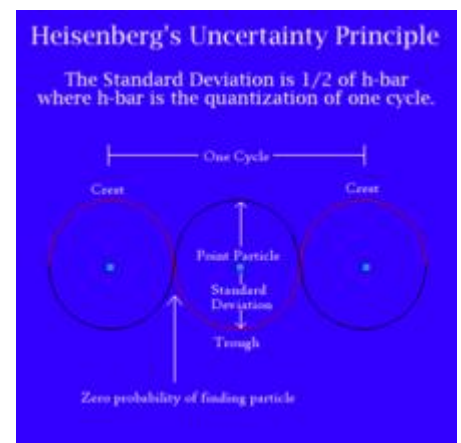 Heisenberg's Uncertainty Principle
The Standard Deviation is 1/2 of h-bar
where h-bar is the quantization of one cycle.
One Cycle
Crest
Crest
Point Particle
Standard
Deviation
Trough
Zero probability of finding particle